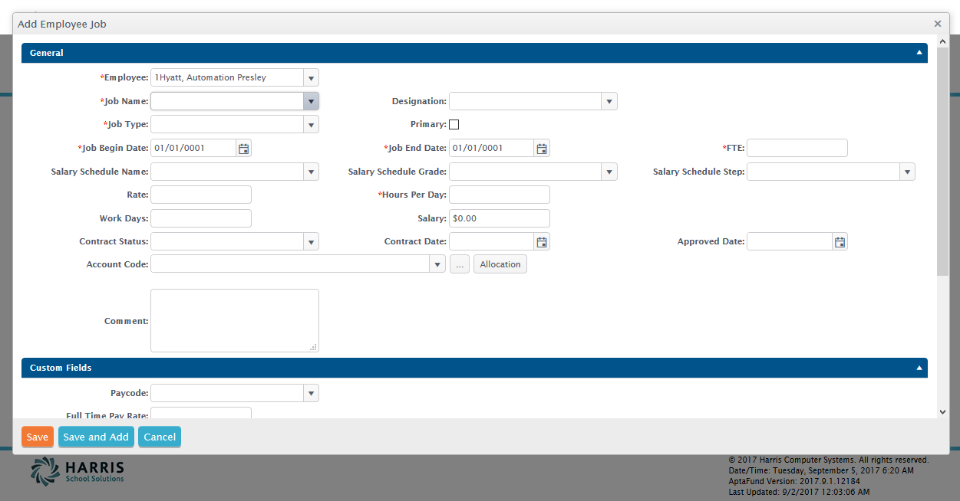 Add Employee Job
General
*Employee: 1Hyatt, Automation Presley
*Job Name: Designation:
*Job Type: Primary:
*Job Begin Date: 01/01/0001 *Job End Date: 01/01/0001 *FTE:
Salary Schedule Name: Salary Schedule Grade: Salary Schedule Step:
Rate: *Hours Per Day:
Work Days: Salary: $0.00
Contract Status: Contract Date: Approved Date:
Account Code: ... Allocation
Comment:
Custom Fields
Paycode:
Full Time Pay Rate:
Save Save and Add Cancel
HARRIS
School Solutions
© 2017 Harris Computer Systems. All rights reserved.
Date/Time: Tuesday, September 5, 2017 6:20 AM
AptaFund Version: 2017.9.1.12184
Last Updated: 9/2/2017 12:03:06 AM